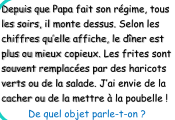 Depuis que Papa fait son régime, tous
les soirs, il monte dessus. Selon les
chiffres qu'elle affiche, le dîner est
plus ou mieux copieux. Les frites sont
souvent remplacées par des haricots
verts ou de la salade. J'ai envie de la
cacher ou de la mettre à la poubelle !
De quel objet parle-t-on ?